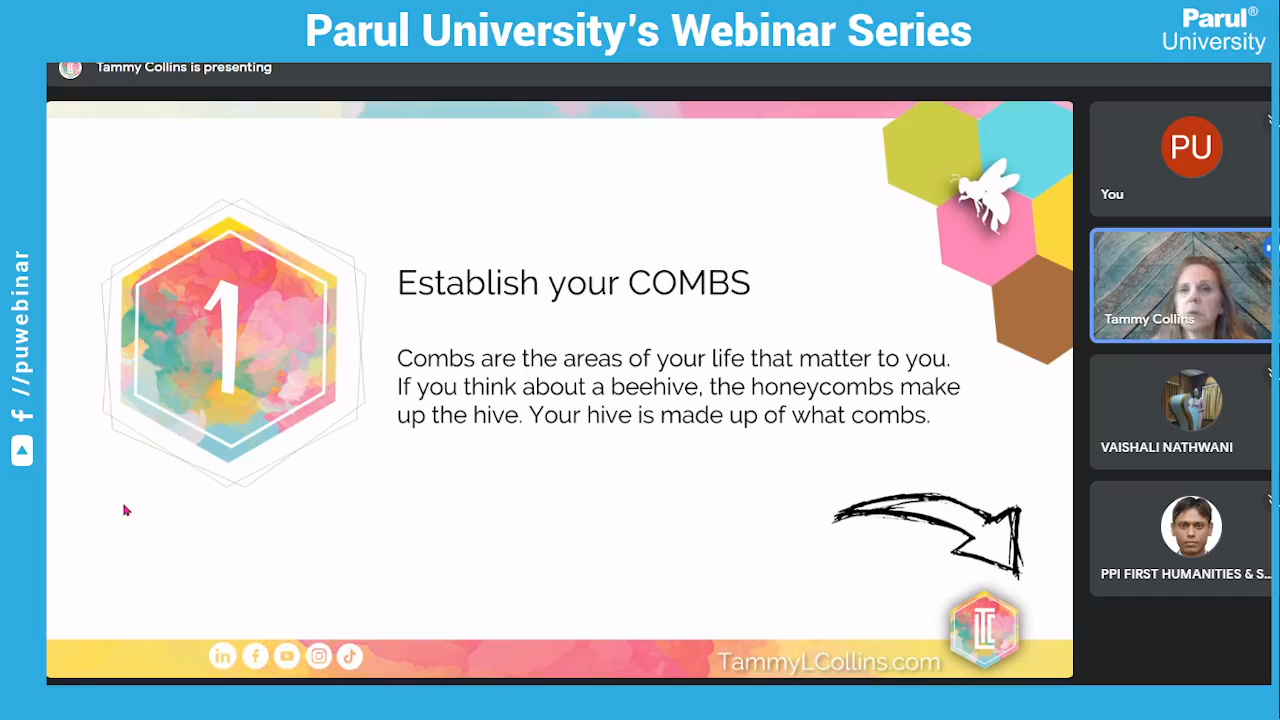 Parul University's Webinar Series
Parul®
University
Tammy Collins is presenting
PU
You
1
Establish your COMBS
Combs are the areas of your life that matter to you.
If you think about a beehive, the honeycombs make
up the hive. Your hive is made up of what combs.
Tammy Collins
VAISHALI NATHWANI
PPI FIRST HUMANITIES & S...
//puwebinar
TammyLCollins.com
TLC